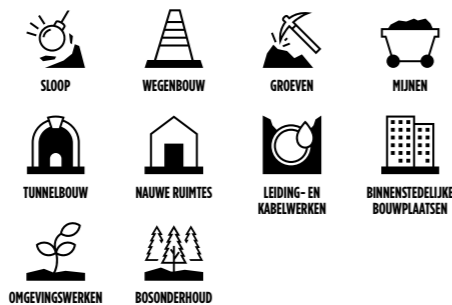 SLOOP
WEGENBOUW
GROEVEN
MIJNEN
TUNNELBOUW
NAUWE RUIMTES
LEIDING- EN
KABELWERKEN
BINNENSTEDELIJKE
BOUWPLAATSEN
OMGEVINGSWERKEN
BOSONDERHOUD